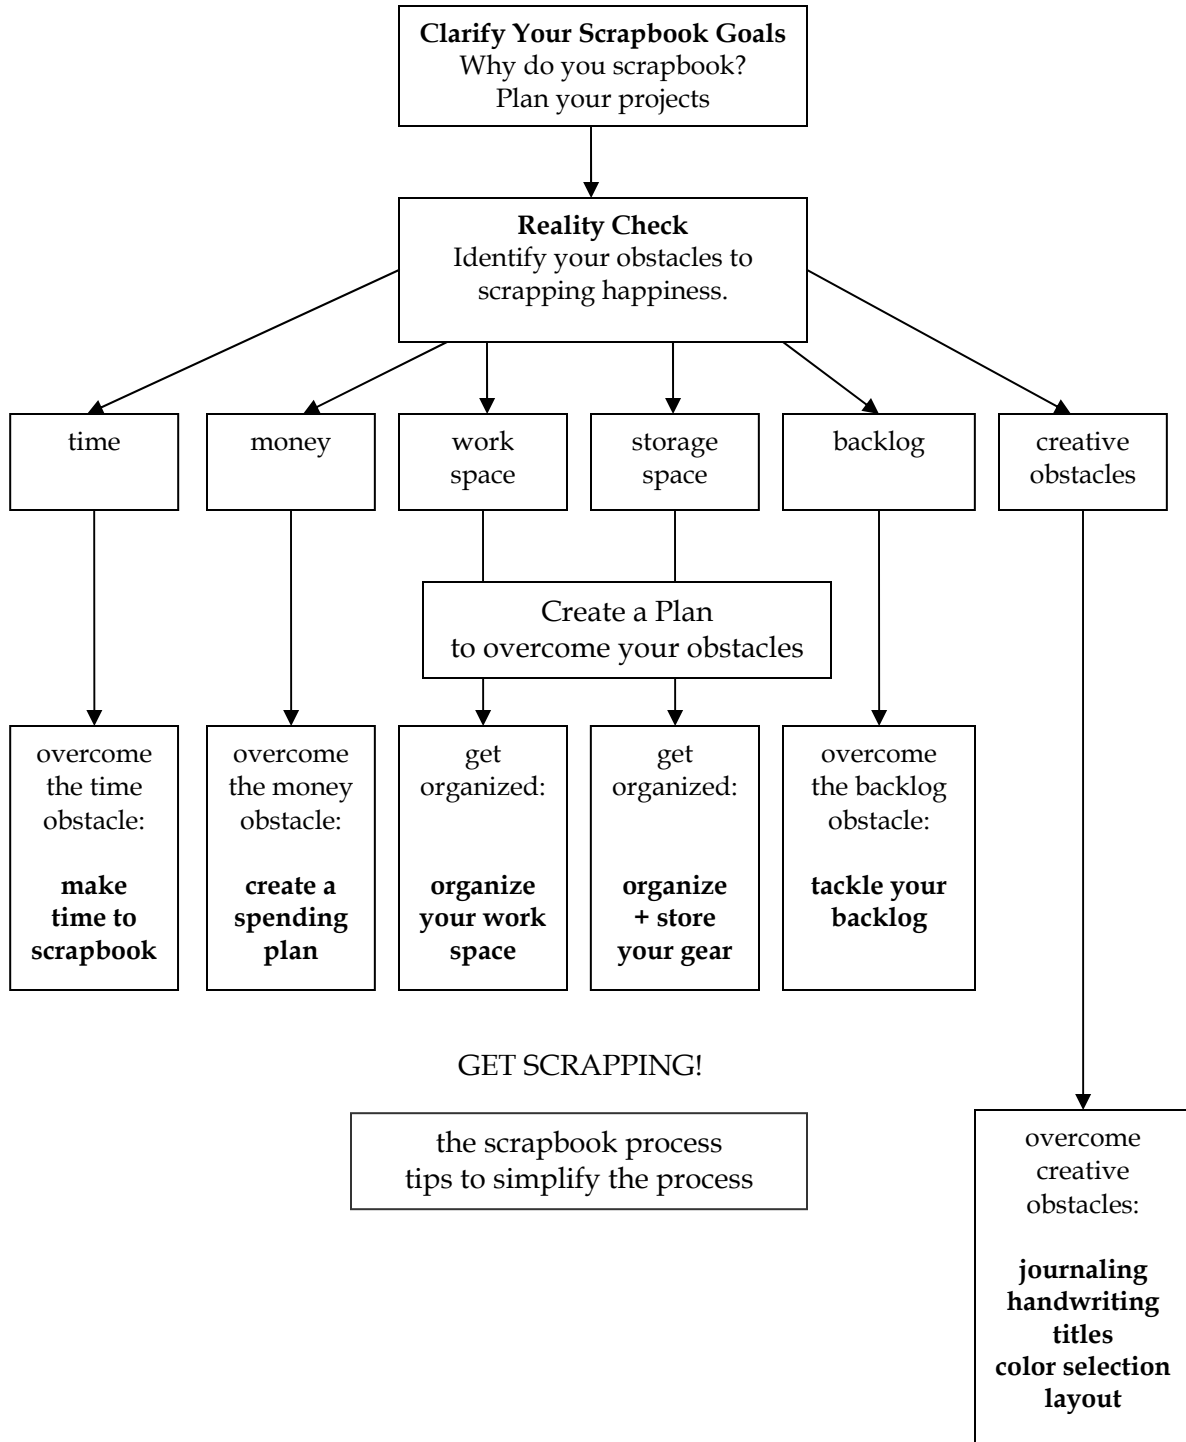 Clarify Your Scrapbook Goals
Why do you scrapbook?
Plan your projects
Reality Check
Identify your obstacles to
scrapping happiness.
time
money
work
space
storage
space
backlog
creative
obstacles
Create a Plan
to overcome your obstacles
overcome
the time
obstacle:
make
time to
scrapbook
overcome
the money
obstacle:
create a
spending
plan
get
organized:
organize
your work
space
get
organized:
organize
+ store
your gear
overcome
the backlog
obstacle:
tackle your
backlog
GET SCRAPPING!
the scrapbook process
tips to simplify the process
overcome
creative
obstacles:
journaling
handwriting
titles
color selection
layout